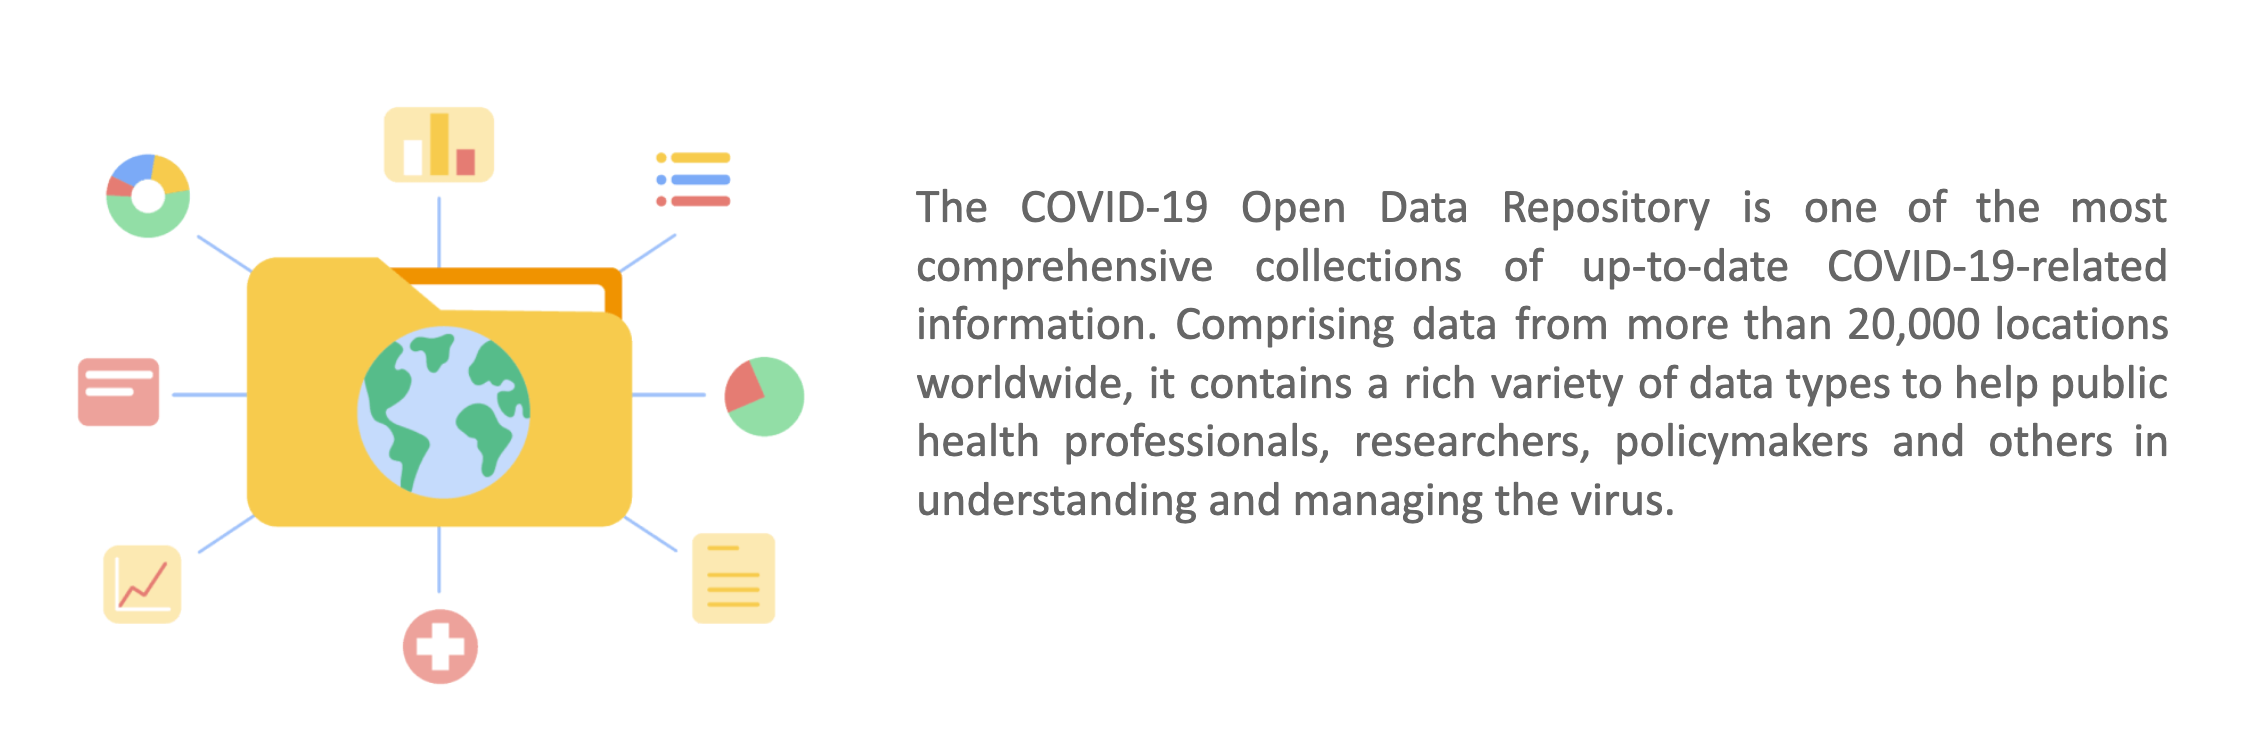 The COVID-19 Open Data Repository is one of the most
comprehensive collections of up-to-date COVID-19-related
information. Comprising data from more than 20,000 locations
worldwide, it contains a rich variety of data types to help public
health professionals, researchers, policymakers and others in
understanding and managing the virus.